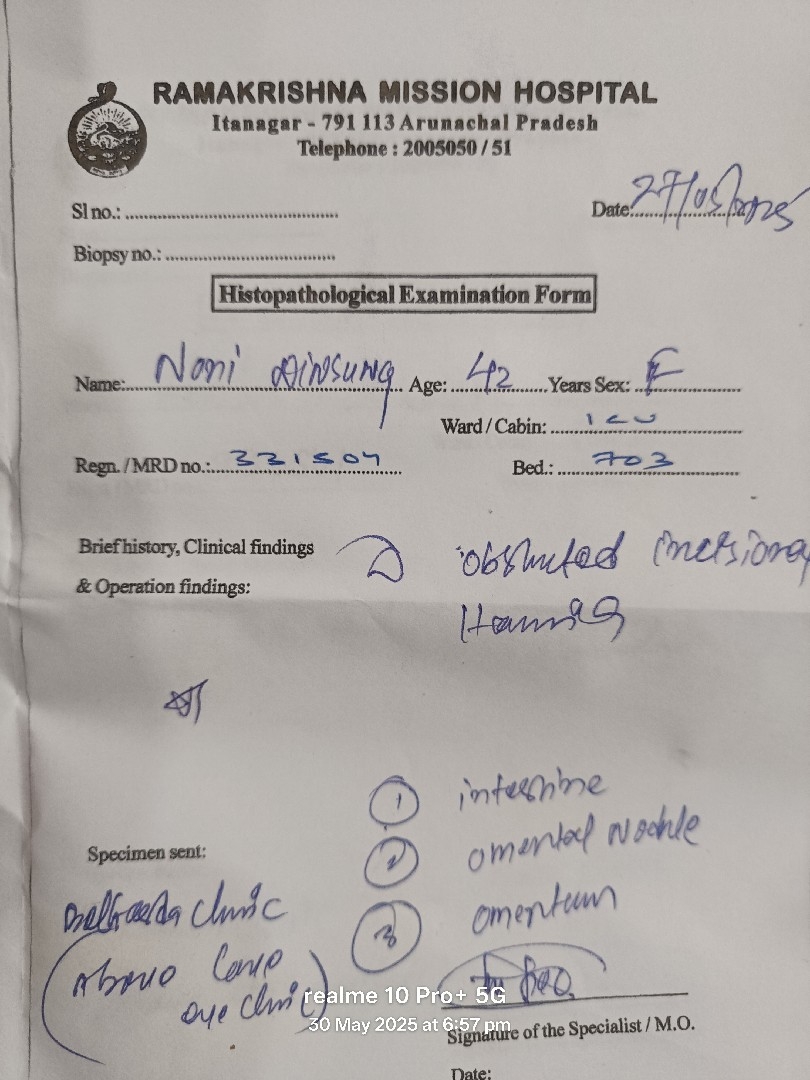 RAMAKRISHNA MISSION HOSPITAL
Itanagar - 791 113 Arunachal Pradesh
Telephone : 2005050 / 51
Sl no.: ..........
Date: 27/05/2025
Biopsy no.: ..........
Histopathological Examination Form
Name: Noni Age: 42 Years Sex: F
Ward / Cabin: ICU
Regn. / MRD no.: 331504 Bed.: 703
Brief history, Clinical findings
& Operation findings:
obstructed incisional
Hernia
1 intestine
2 omental Nodule
Specimen sent:
3 omentum
clinic
(Above
eye clinic)
realme 10 Pro+ 5G
30 May 2025 at 6:57 pm
Signature of the Specialist / M.O.
Date: